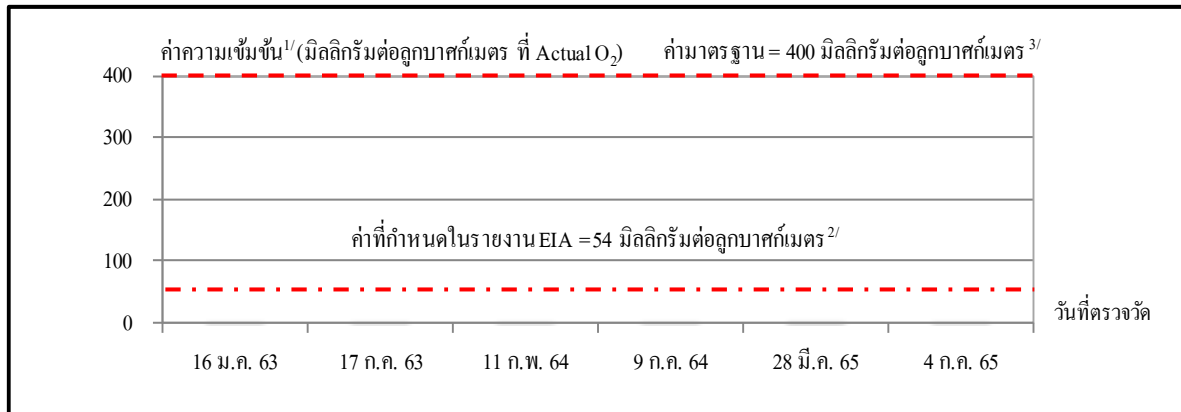 ค่าความเข้มข้น1/ (มิลลิกรัมต่อลูกบาศก์เมตร ที่ Actual O2) ค่ามาตรฐาน = 400 มิลลิกรัมต่อลูกบาศก์เมตร 3/
400
300
200
ค่าที่กำหนดในรายงาน EIA = 54 มิลลิกรัมต่อลูกบาศก์เมตร 2/
100
0
วันที่ตรวจวัด
16 ม.ค. 63 17 ก.ค. 63 11 ก.พ. 64 9 ก.ค. 64 28 มี.ค. 65 4 ก.ค. 65